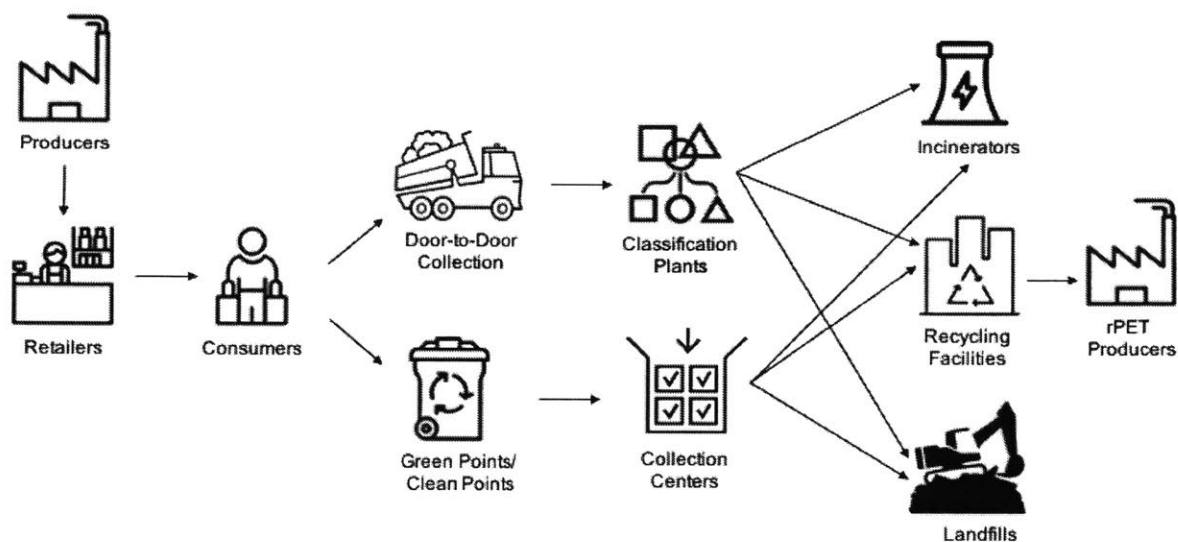 Producers
Retailers
Consumers
Door-to-Door
Collection
Green Points/
Clean Points
Classification
Plants
Collection
Centers
Incinerators
Recycling
Facilities
rPET
Producers
Landfills